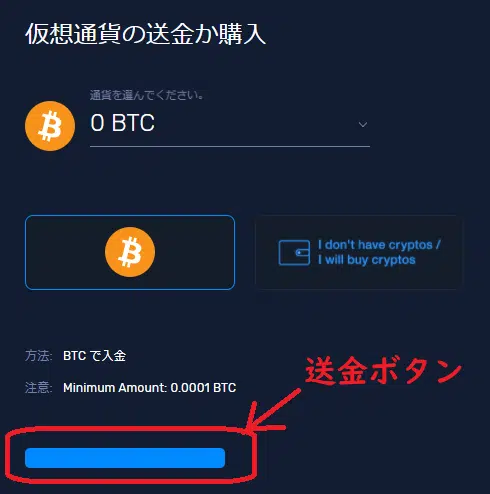 仮想通貨の送金か購入
通貨を選んでください。
0 BTC
I don't have cryptos /
I will buy cryptos
方法: BTC で入金
注意: Minimum Amount: 0.0001 BTC
送金ボタン